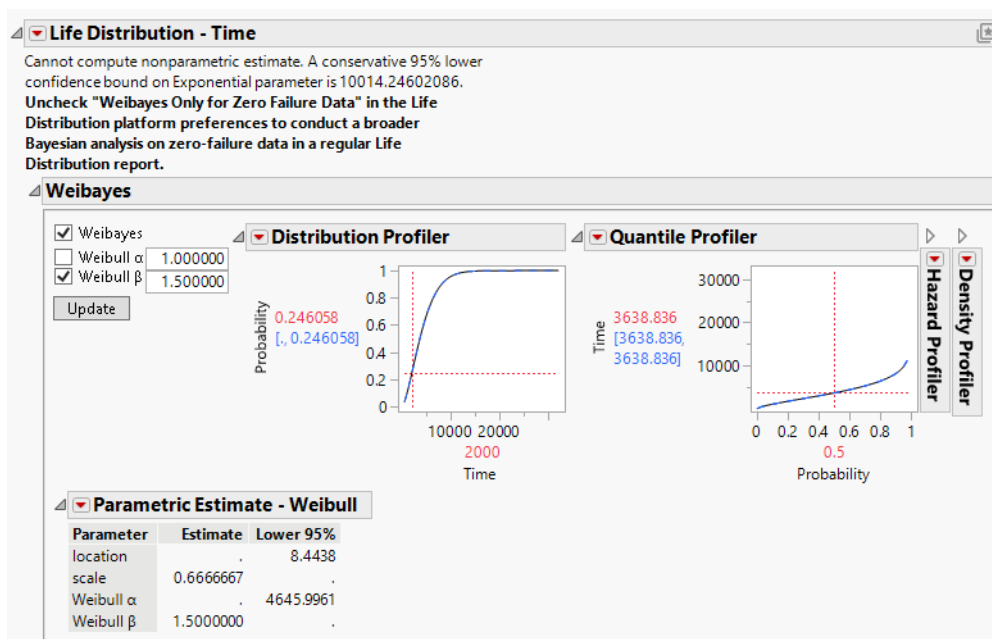 Life Distribution - Time
Cannot compute nonparametric estimate. A conservative 95% lower
confidence bound on Exponential parameter is 10014.24602086.
Uncheck "Weibayes Only for Zero Failure Data" in the Life
Distribution platform preferences to conduct a broader
Bayesian analysis on zero-failure data in a regular Life
Distribution report.
Weibayes
Weibayes
Weibull α 1.000000
Weibull β 1.500000
Update
Distribution Profiler
Probability
0.246058
[., 0.246058]
1
0.8
0.6
0.4
0.2
0
10000 20000
2000
Time
Quantile Profiler
Time
3638.836
[3638.836,
3638.836]
30000
20000
10000
0 0.2 0.4 0.6 0.8 1
0.5
Probability
Hazard Profiler
Density Profiler
Parametric Estimate - Weibull
Parameter Estimate Lower 95%
location . 8.4438
scale 0.6666667 .
Weibull α . 4645.9961
Weibull β 1.5000000 .